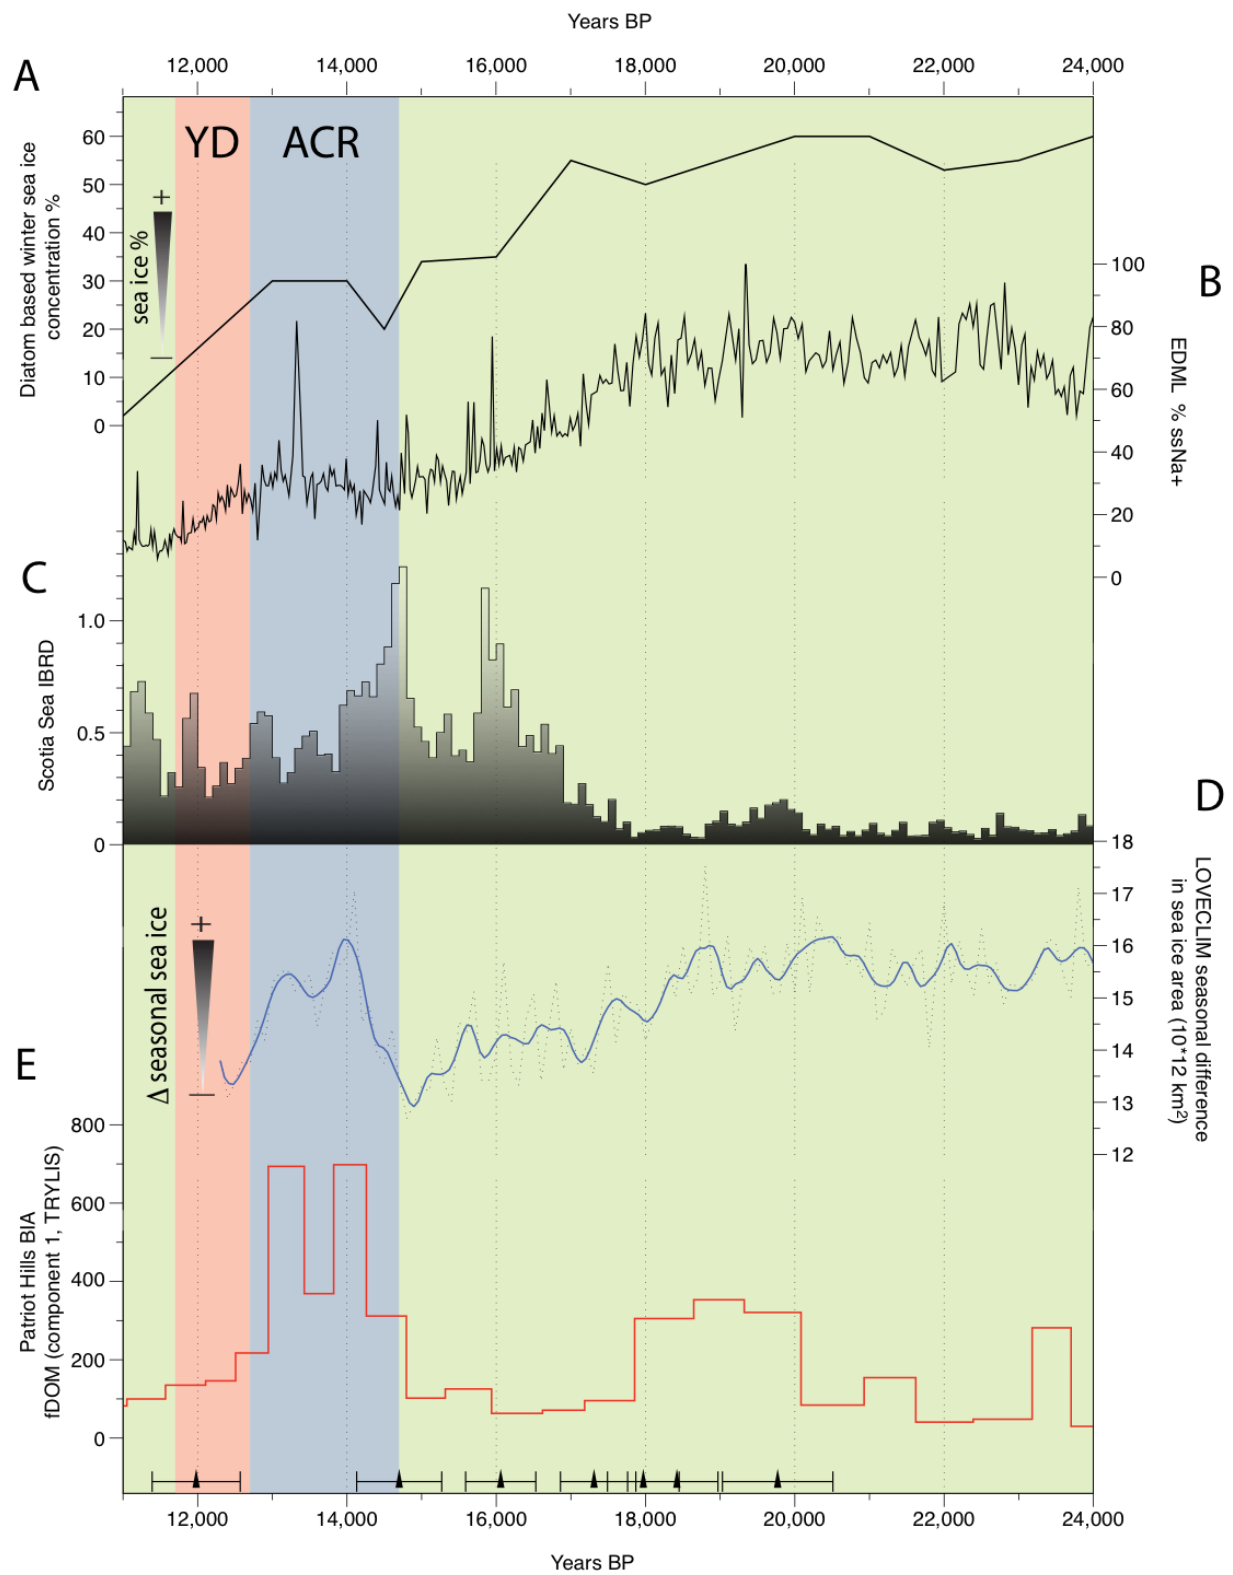 Years BP
A
12,000 14,000 16,000 18,000 20,000 22,000 24,000
YD ACR
Diatom based winter sea ice
concentration %
60
50
40
30
20
10
0
+
sea ice %
B
100
80
60
40
20
0
EDML % ssNa+
C
Scotia Sea IBRD
1.0
0.5
0
D
18
17
16
15
14
13
12
LOVECLIM seasonal difference
in sea ice area (10*12 km²)
+
Δ seasonal sea ice
E
800
600
400
200
0
Patriot Hills BIA
fDOM (component 1, TRYLIS)
12,000 14,000 16,000 18,000 20,000 22,000 24,000
Years BP